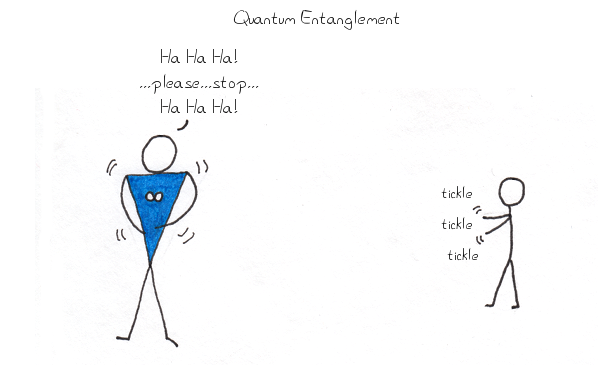 Quantum Entanglement
Ha Ha Ha!
...please...stop...
Ha Ha Ha!
tickle
tickle
tickle